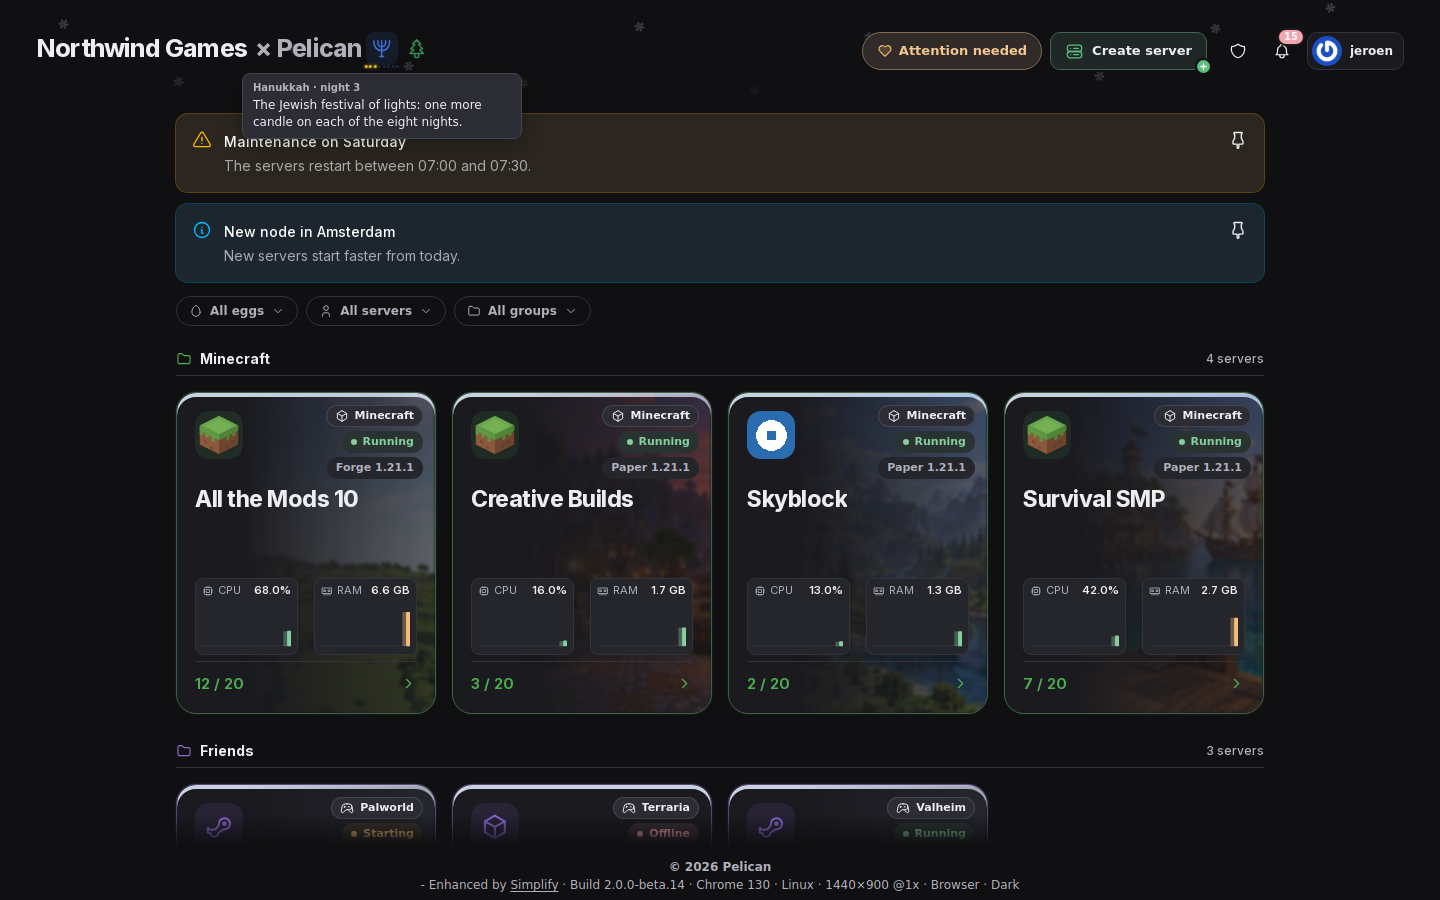 Northwind Games × Pelican
Attention needed
Create server
15
jeroen
Hanukkah · night 3
The Jewish festival of lights: one more
candle on each of the eight nights.
Maintenance on Saturday
The servers restart between 07:00 and 07:30.
New node in Amsterdam
New servers start faster from today.
All eggs
All servers
All groups
Minecraft
4 servers
Minecraft
Running
Forge 1.21.1
All the Mods 10
CPU 68.0%
RAM 6.6 GB
12 / 20
Minecraft
Running
Paper 1.21.1
Creative Builds
CPU 16.0%
RAM 1.7 GB
3 / 20
Minecraft
Running
Paper 1.21.1
Skyblock
CPU 13.0%
RAM 1.3 GB
2 / 20
Minecraft
Running
Paper 1.21.1
Survival SMP
CPU 42.0%
RAM 2.7 GB
7 / 20
Friends
3 servers
Palworld
Starting
Terraria
Offline
Valheim
Running
© 2026 Pelican
- Enhanced by Simplify · Build 2.0.0-beta.14 · Chrome 130 · Linux · 1440×900 @1x · Browser · Dark